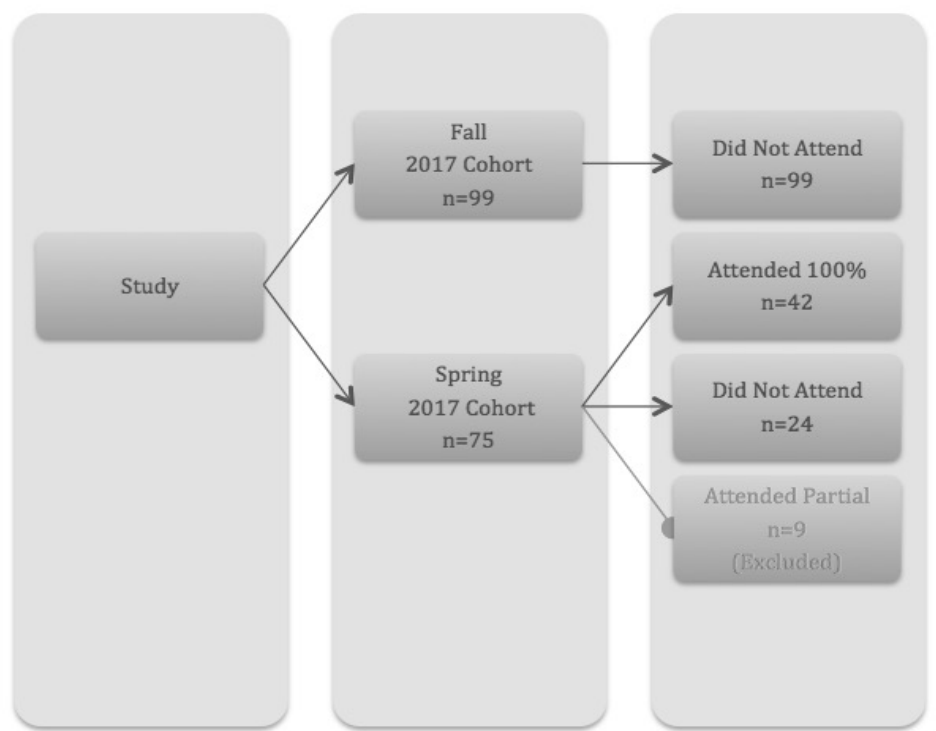 Study
Fall
2017 Cohort
n=99
Spring
2017 Cohort
n=75
Did Not Attend
n=99
Attended 100%
n=42
Did Not Attend
n=24
Attended Partial
n=9
(Excluded)